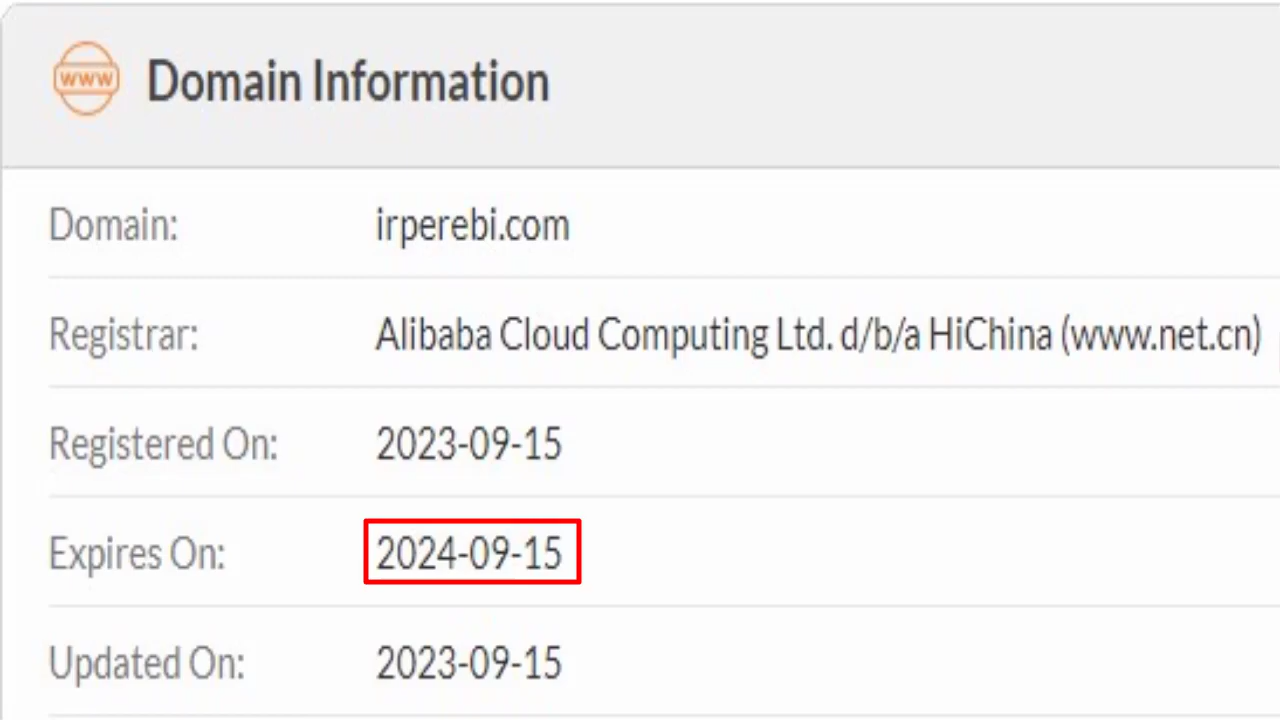 www
Domain Information
Domain: irperebi.com
Registrar: Alibaba Cloud Computing Ltd. d/b/a HiChina (www.net.cn)
Registered On: 2023-09-15
Expires On: 2024-09-15
Updated On: 2023-09-15